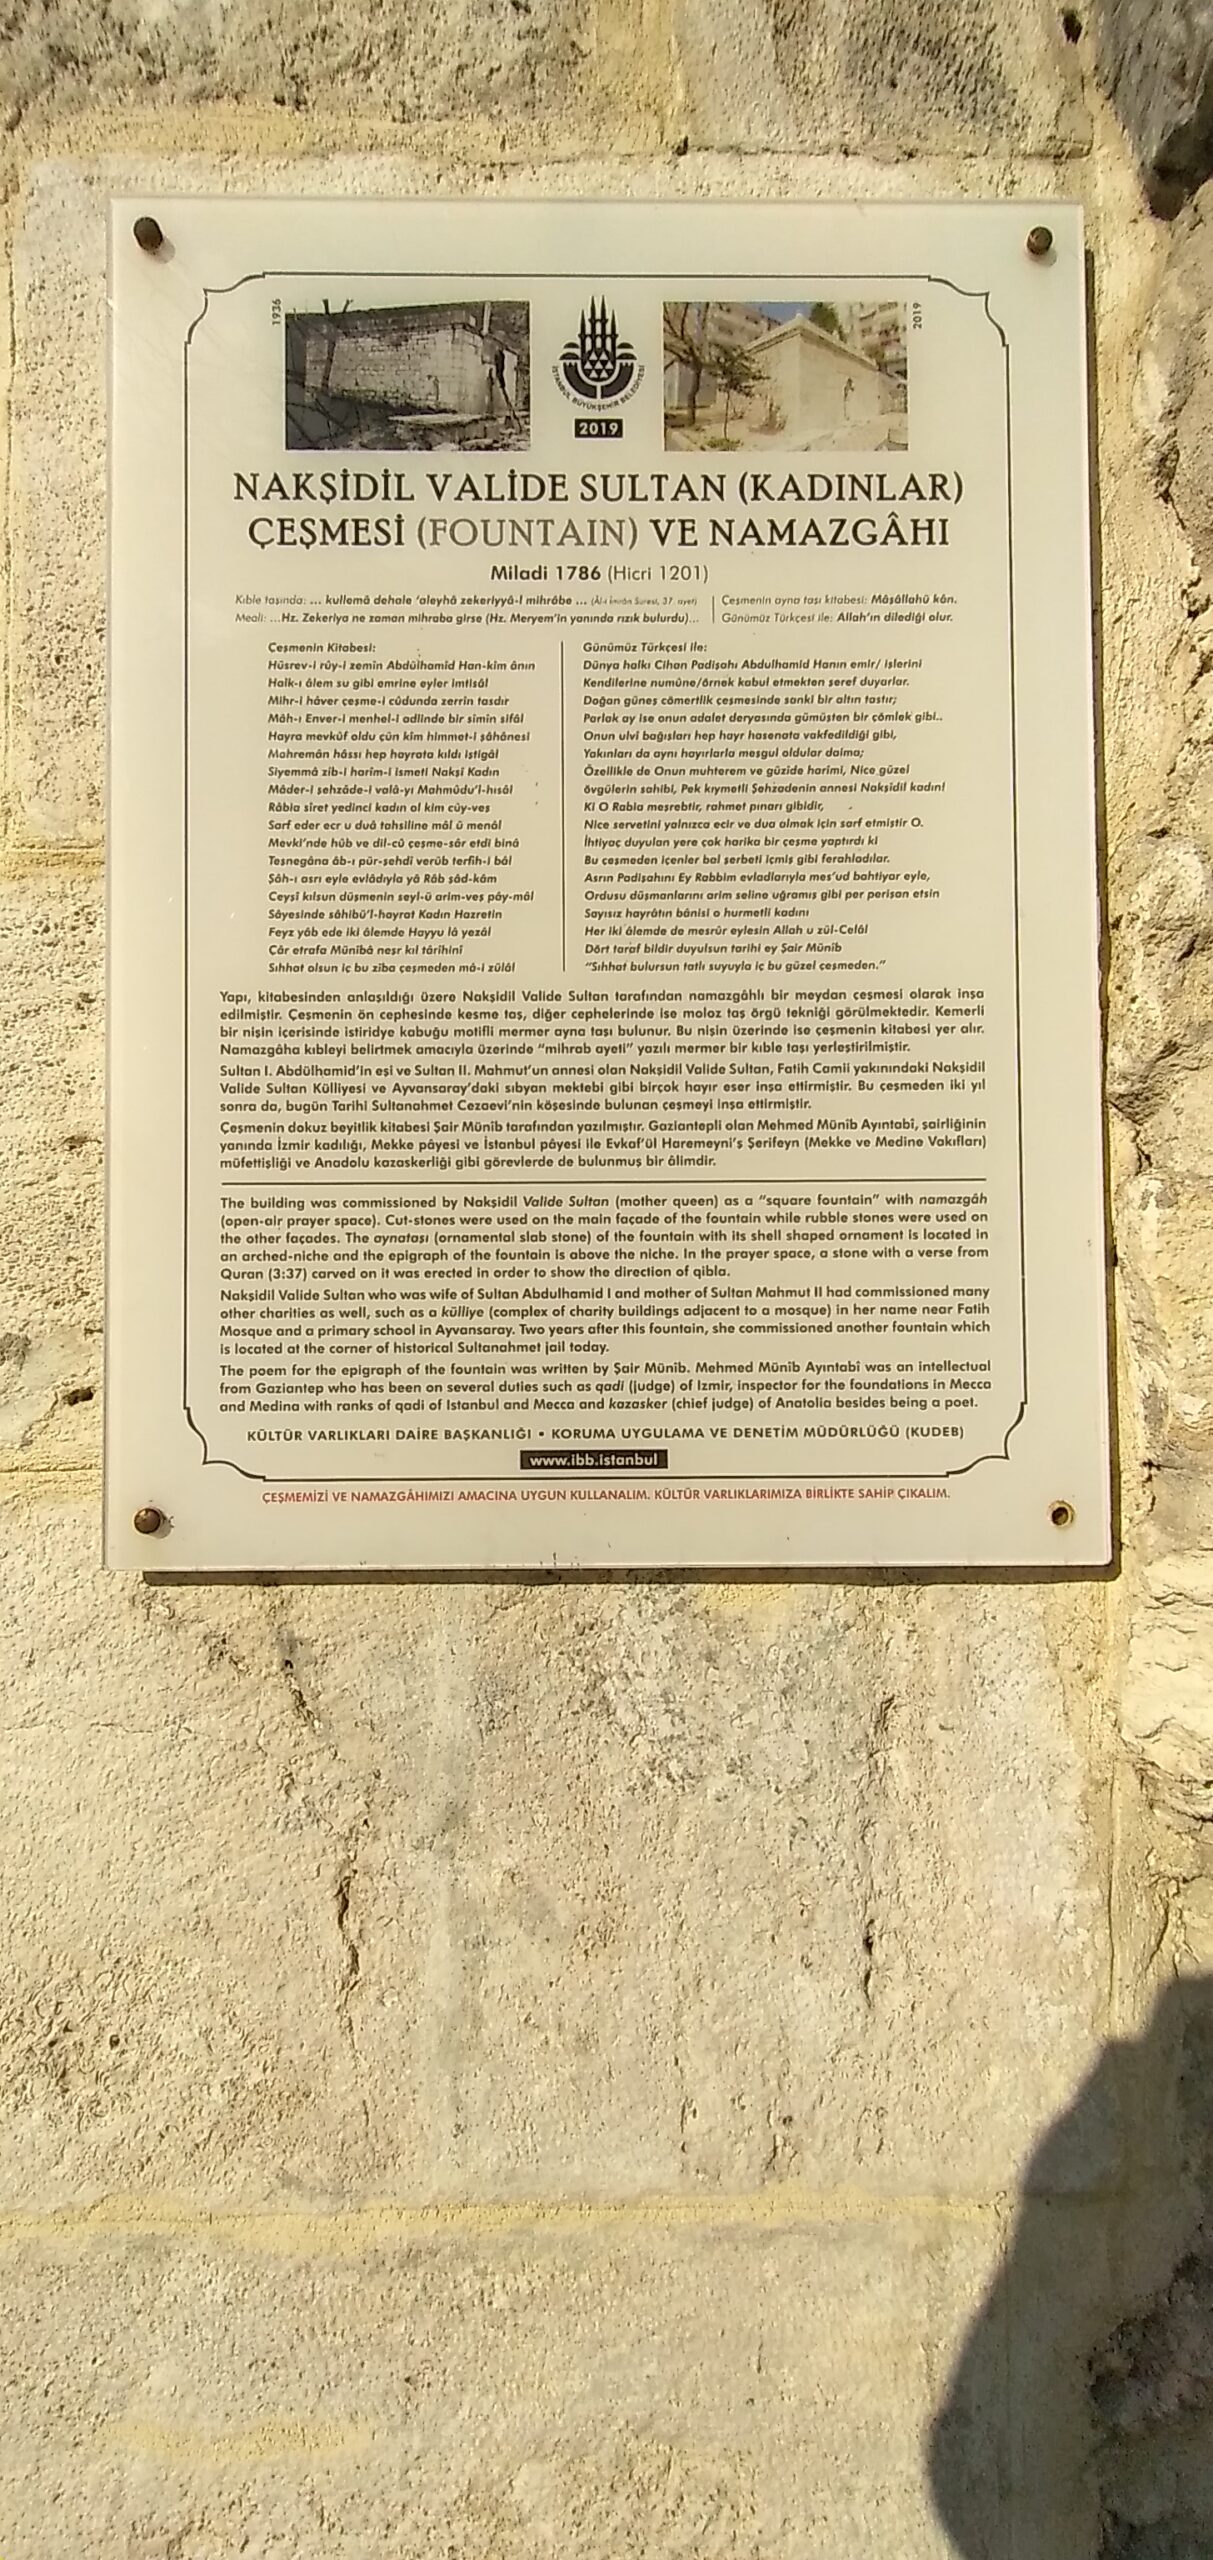 1936
2019
İSTANBUL BÜYÜKŞEHİR BELEDİYESİ
2019
NAKŞİDİL VALİDE SULTAN (KADINLAR)
ÇEŞMESİ (FOUNTAIN) VE NAMAZGÂHI
Miladi 1786 (Hicri 1201)
Kıble taşında: ... kullemâ dehale 'aleyhâ zekeriyyâ-l mihrâbe ... (Âl-i İmrân Suresi, 37. ayet)
Meali: ...Hz. Zekeriya ne zaman mihraba girse (Hz. Meryem'in yanında rızık bulurdu)...
Çeşmenin ayna taşı kitabesi: Mâşâllahü kân.
Günümüz Türkçesi ile: Allah'ın dilediği olur.
Çeşmenin Kitabesi:
Hüsrev-i rûy-i zemin Abdülhamîd Han-kim ânın
Halk-ı âlem su gibi emrine eyler imtisâl
Mihr-i hâver çeşme-i cûdunda zerrin tasdır
Mâh-ı Enver-i menhel-i adlinde bir sîmin sifâl
Hayra mevkûf oldu çün kim himmet-i şâhânesi
Mahremân hâssı hep hayrata kıldı iştigâl
Siyemmâ zîb-i harîm-i ismeti Nakşî Kadın
Mâder-i şehzâde-i valâ-yı Mahmûdu'l-hısâl
Râbia sîret yedinci kadın ol kim cûy-veş
Sarf eder ecr u duâ tahsiline mâl û menâl
Mevki'nde hûb ve dil-cû çeşme-sâr etdi binâ
Teşnegâna âb-ı pür-şehdi verûb terfîh-i bâl
Şâh-ı asrı eyle evlâdıyla yâ Râb şâd-kâm
Ceyşi kılsun düşmenin seyl-ü arim-veş pây-mâl
Sâyesinde sâhibü'l-hayrat Kadın Hazretin
Feyz yâb ede iki âlemde Hayyu lâ yezâl
Çâr etrafa Münîbâ neşr kıl târihini
Sıhhat olsun iç bu zîba çeşmeden mâ-i zülâl
Günümüz Türkçesi ile:
Dünya halkı Cihan Padişahı Abdulhamid Hanın emir/ işlerini
Kendilerine numûne/örnek kabul etmekten şeref duyarlar.
Doğan güneş cömertlik çeşmesinde sanki bir altın tastır;
Parlak ay ise onun adalet deryasında gümüşten bir çömlek gibi..
Onun ulvi bağışları hep hayr hasenata vakfedildiği gibi,
Yakınları da aynı hayırlarla meşgul oldular daima;
Özellikle de Onun muhterem ve güzide harimi, Nice güzel
övgülerin sahibi, Pek kıymetli Şehzadenin annesi Nakşidil kadın!
Ki O Rabia meşrebtir, rahmet pınarı gibidir,
Nice servetini yalnızca ecir ve dua almak için sarf etmiştir O.
İhtiyaç duyulan yere çok harika bir çeşme yaptırdı ki
Bu çeşmeden içenler bal şerbeti içmiş gibi ferahladılar.
Asrın Padişahını Ey Rabbim evladlarıyla mes'ud bahtiyar eyle,
Ordusu düşmanlarını arim seline uğramış gibi per perişan etsin
Sayısız hayrâtın bânisi o hurmetli kadını
Her iki âlemde de mesrûr eylesin Allah u zül-Celâl
Dört taraf bildir duyulsun tarihi ey Şair Münîb
"Sıhhat bulursun tatlı suyuyla iç bu güzel çeşmeden."
Yapı, kitabesinden anlaşıldığı üzere Nakşidil Valide Sultan tarafından namazgâhlı bir meydan çeşmesi olarak inşa
edilmiştir. Çeşmenin ön cephesinde kesme taş, diğer cephelerinde ise moloz taş örgü tekniği görülmektedir. Kemerli
bir nişin içerisinde istiridye kabuğu motifli mermer ayna taşı bulunur. Bu nişin üzerinde ise çeşmenin kitabesi yer alır.
Namazgâha kıbleyi belirtmek amacıyla üzerinde "mihrab ayeti" yazılı mermer bir kıble taşı yerleştirilmiştir.
Sultan I. Abdülhamid'in eşi ve Sultan II. Mahmut'un annesi olan Nakşidil Valide Sultan, Fatih Camii yakınındaki Nakşidil
Valide Sultan Külliyesi ve Ayvansaray'daki sıbyan mektebi gibi birçok hayır eser inşa ettirmiştir. Bu çeşmeden iki yıl
sonra da, bugün Tarihi Sultanahmet Cezaevi'nin köşesinde bulunan çeşmeyi inşa ettirmiştir.
Çeşmenin dokuz beyitlik kitabesi Şair Münîb tarafından yazılmıştır. Gaziantepli olan Mehmed Münîb Ayıntabî, şairliğinin
yanında İzmir kadılığı, Mekke pâyesi ve İstanbul pâyesi ile Evkaf'ül Haremeyni's Şerifeyn (Mekke ve Medine Vakıfları)
müfettişliği ve Anadolu kazaskerliği gibi görevlerde de bulunmuş bir âlimdir.
The building was commissioned by Nakşidil Valide Sultan (mother queen) as a "square fountain" with namazgâh
(open-air prayer space). Cut-stones were used on the main façade of the fountain while rubble stones were used on
the other façades. The aynataşı (ornamental slab stone) of the fountain with its shell shaped ornament is located in
an arched-niche and the epigraph of the fountain is above the niche. In the prayer space, a stone with a verse from
Quran (3:37) carved on it was erected in order to show the direction of qibla.
Nakşidil Valide Sultan who was wife of Sultan Abdulhamid I and mother of Sultan Mahmut II had commissioned many
other charities as well, such as a külliye (complex of charity buildings adjacent to a mosque) in her name near Fatih
Mosque and a primary school in Ayvansaray. Two years after this fountain, she commissioned another fountain which
is located at the corner of historical Sultanahmet jail today.
The poem for the epigraph of the fountain was written by Şair Münîb. Mehmed Münîb Ayıntabî was an intellectual
from Gaziantep who has been on several duties such as qadi (judge) of Izmir, inspector for the foundations in Mecca
and Medina with ranks of qadi of Istanbul and Mecca and kazasker (chief judge) of Anatolia besides being a poet.
KÜLTÜR VARLIKLARI DAİRE BAŞKANLIĞI • KORUMA UYGULAMA VE DENETİM MÜDÜRLÜĞÜ (KUDEB)
www.ibb.istanbul
ÇEŞMEMİZİ VE NAMAZGÂHIMIZI AMACINA UYGUN KULLANALIM. KÜLTÜR VARLIKLARIMIZA BİRLİKTE SAHİP ÇIKALIM.